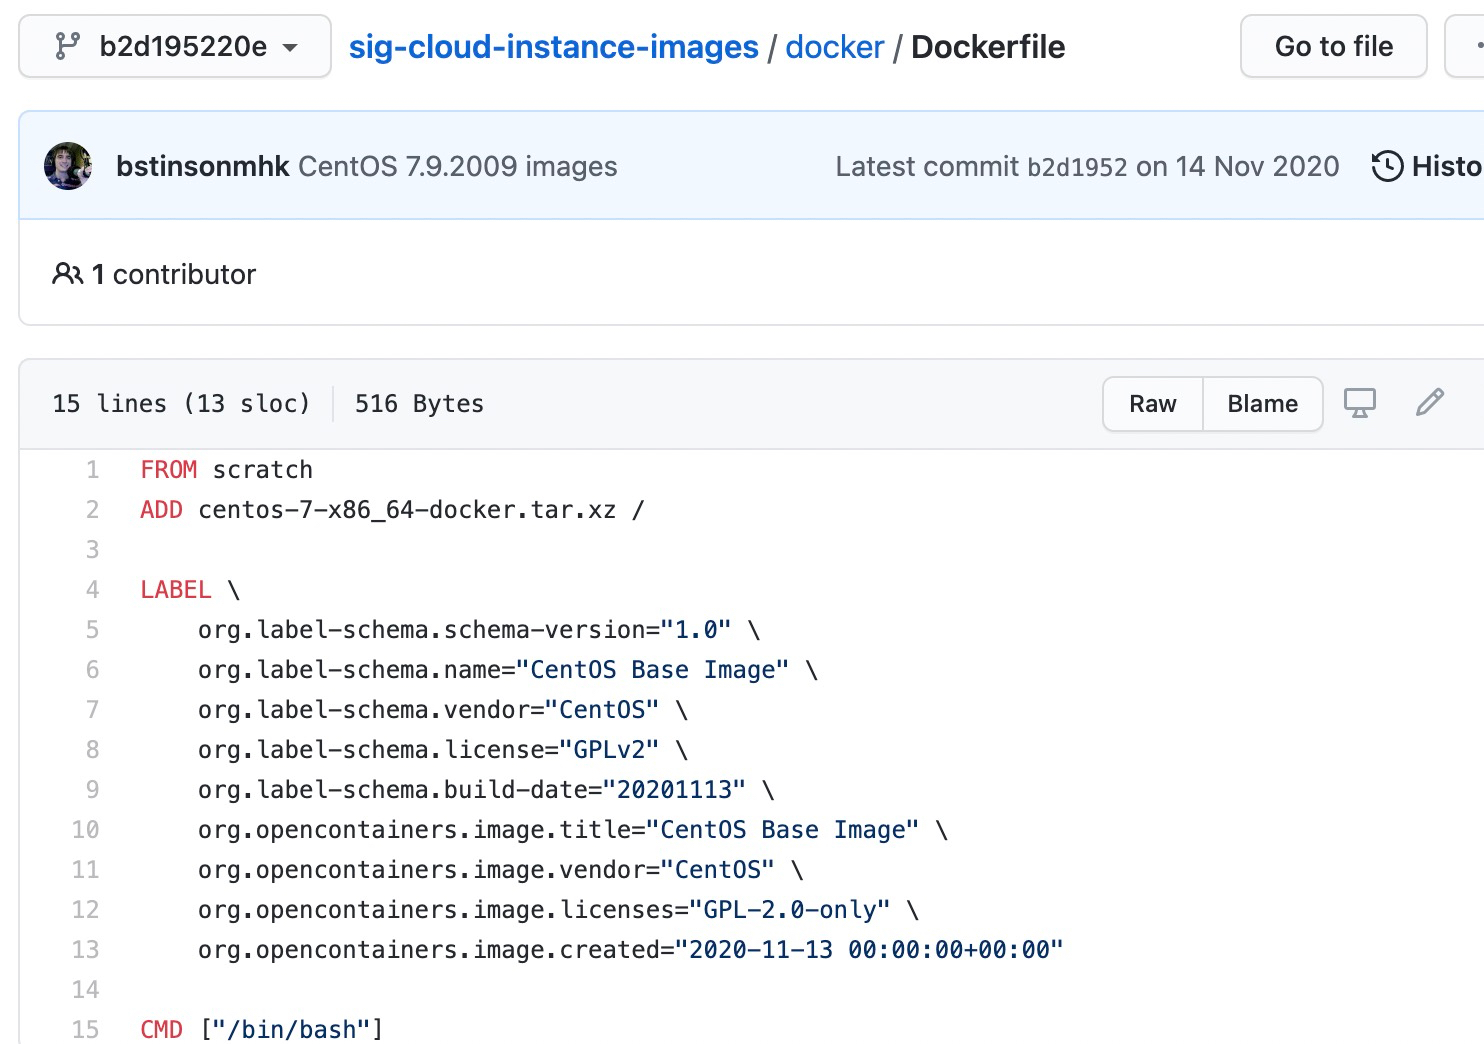 b2d195220e sig-cloud-instance-images / docker / Dockerfile Go to file
bstinsonmhk CentOS 7.9.2009 images Latest commit b2d1952 on 14 Nov 2020 Histo
1 contributor
15 lines (13 sloc) 516 Bytes Raw Blame
1 FROM scratch
2 ADD centos-7-x86_64-docker.tar.xz /
3
4 LABEL \
5     org.label-schema.schema-version="1.0" \
6     org.label-schema.name="CentOS Base Image" \
7     org.label-schema.vendor="CentOS" \
8     org.label-schema.license="GPLv2" \
9     org.label-schema.build-date="20201113" \
10     org.opencontainers.image.title="CentOS Base Image" \
11     org.opencontainers.image.vendor="CentOS" \
12     org.opencontainers.image.licenses="GPL-2.0-only" \
13     org.opencontainers.image.created="2020-11-13 00:00:00+00:00"
14
15 CMD ["/bin/bash"]